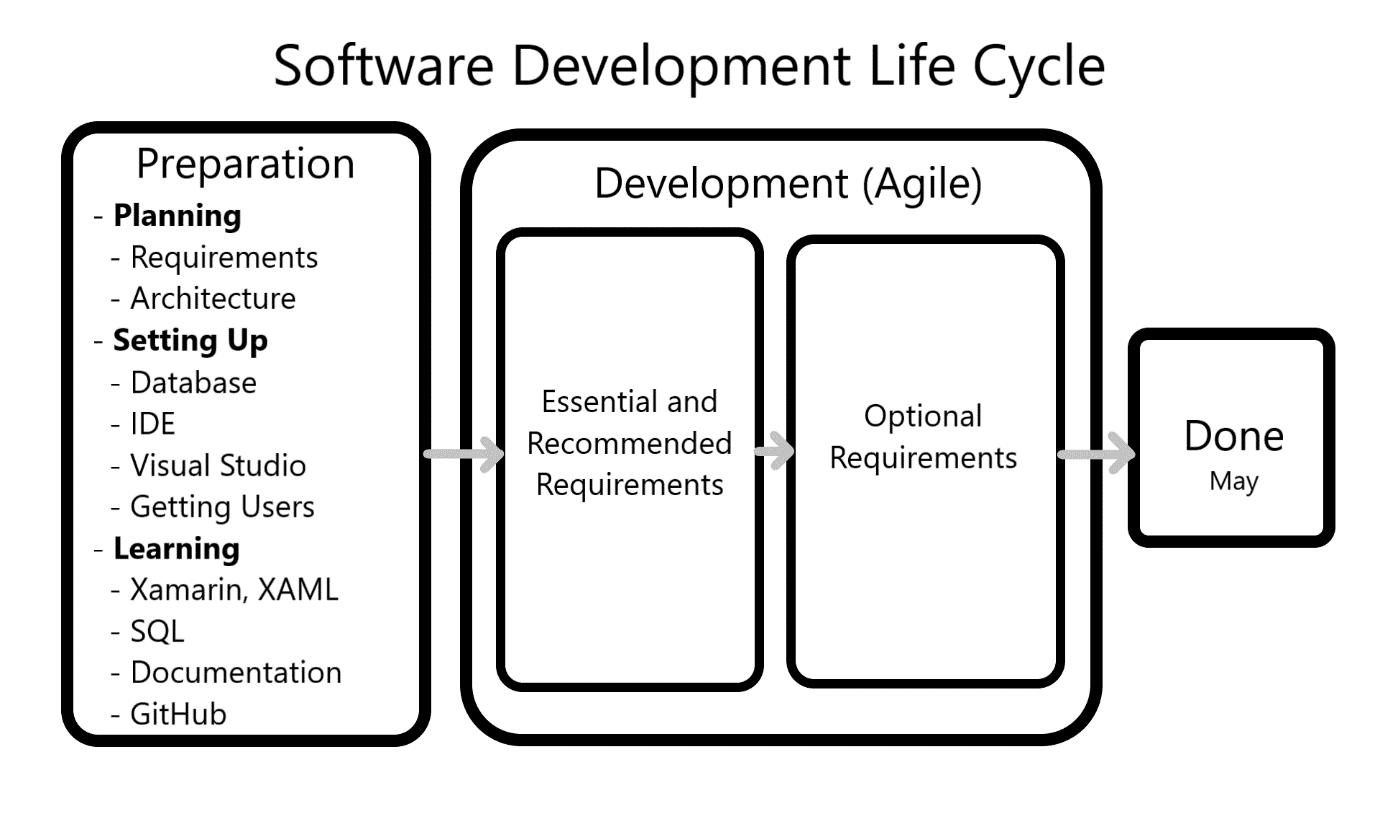 Software Development Life Cycle
Preparation
- Planning
- Requirements
- Architecture
- Setting Up
- Database
- IDE
- Visual Studio
- Getting Users
- Learning
- Xamarin, XAML
- SQL
- Documentation
- GitHub
Development (Agile)
Essential and
Recommended
Requirements
Optional
Requirements
Done
May